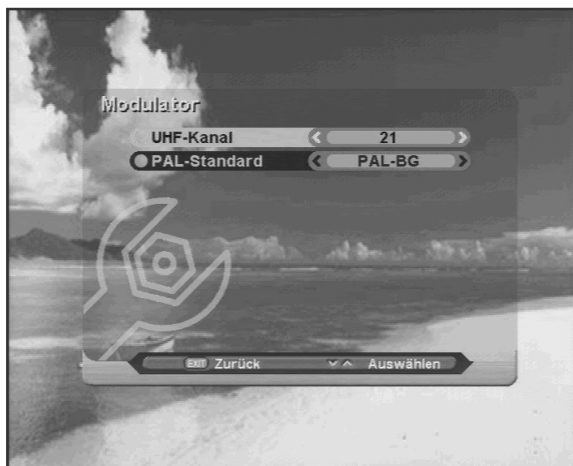 Modulator
UHF-Kanal 21
PAL-Standard PAL-BG
EXIT Zurück Auswählen